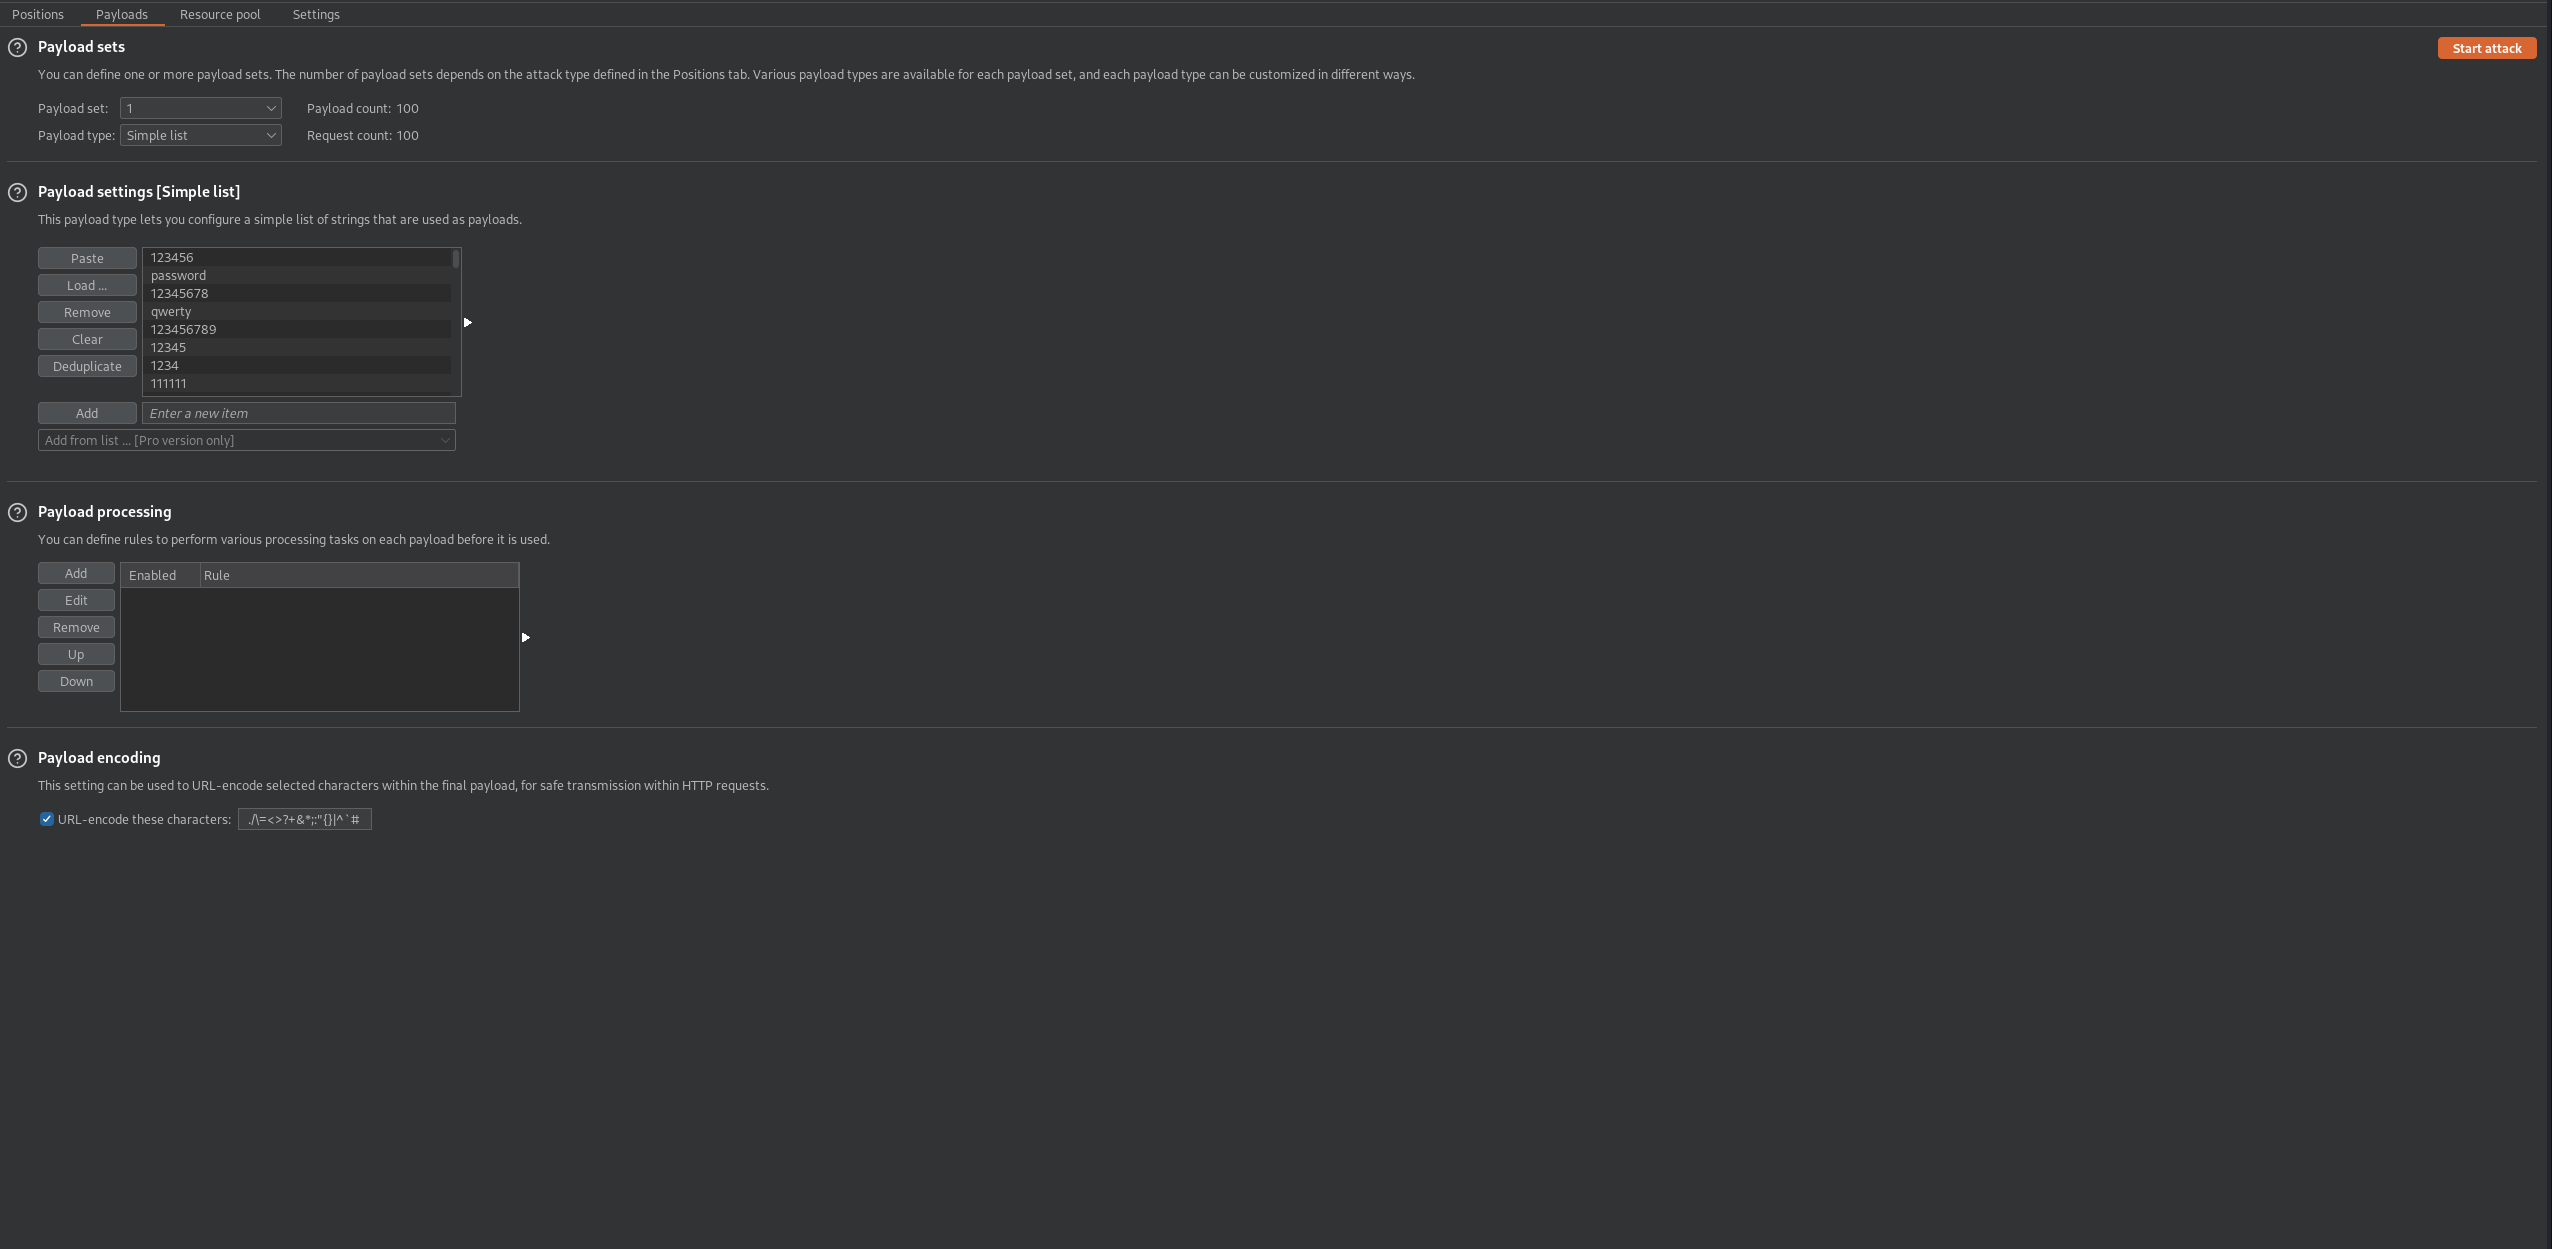 Positions Payloads Resource pool Settings
Payload sets
Start attack
You can define one or more payload sets. The number of payload sets depends on the attack type defined in the Positions tab. Various payload types are available for each payload set, and each payload type can be customized in different ways.
Payload set: 1 Payload count: 100
Payload type: Simple list Request count: 100
Payload settings [Simple list]
This payload type lets you configure a simple list of strings that are used as payloads.
Paste
Load ...
Remove
Clear
Deduplicate
123456
password
12345678
qwerty
123456789
12345
1234
111111
Add Enter a new item
Add from list ... [Pro version only]
Payload processing
You can define rules to perform various processing tasks on each payload before it is used.
Add
Edit
Remove
Up
Down
Enabled Rule
Payload encoding
This setting can be used to URL-encode selected characters within the final payload, for safe transmission within HTTP requests.
URL-encode these characters: ./\=<>?+&*;:"{}|^`#